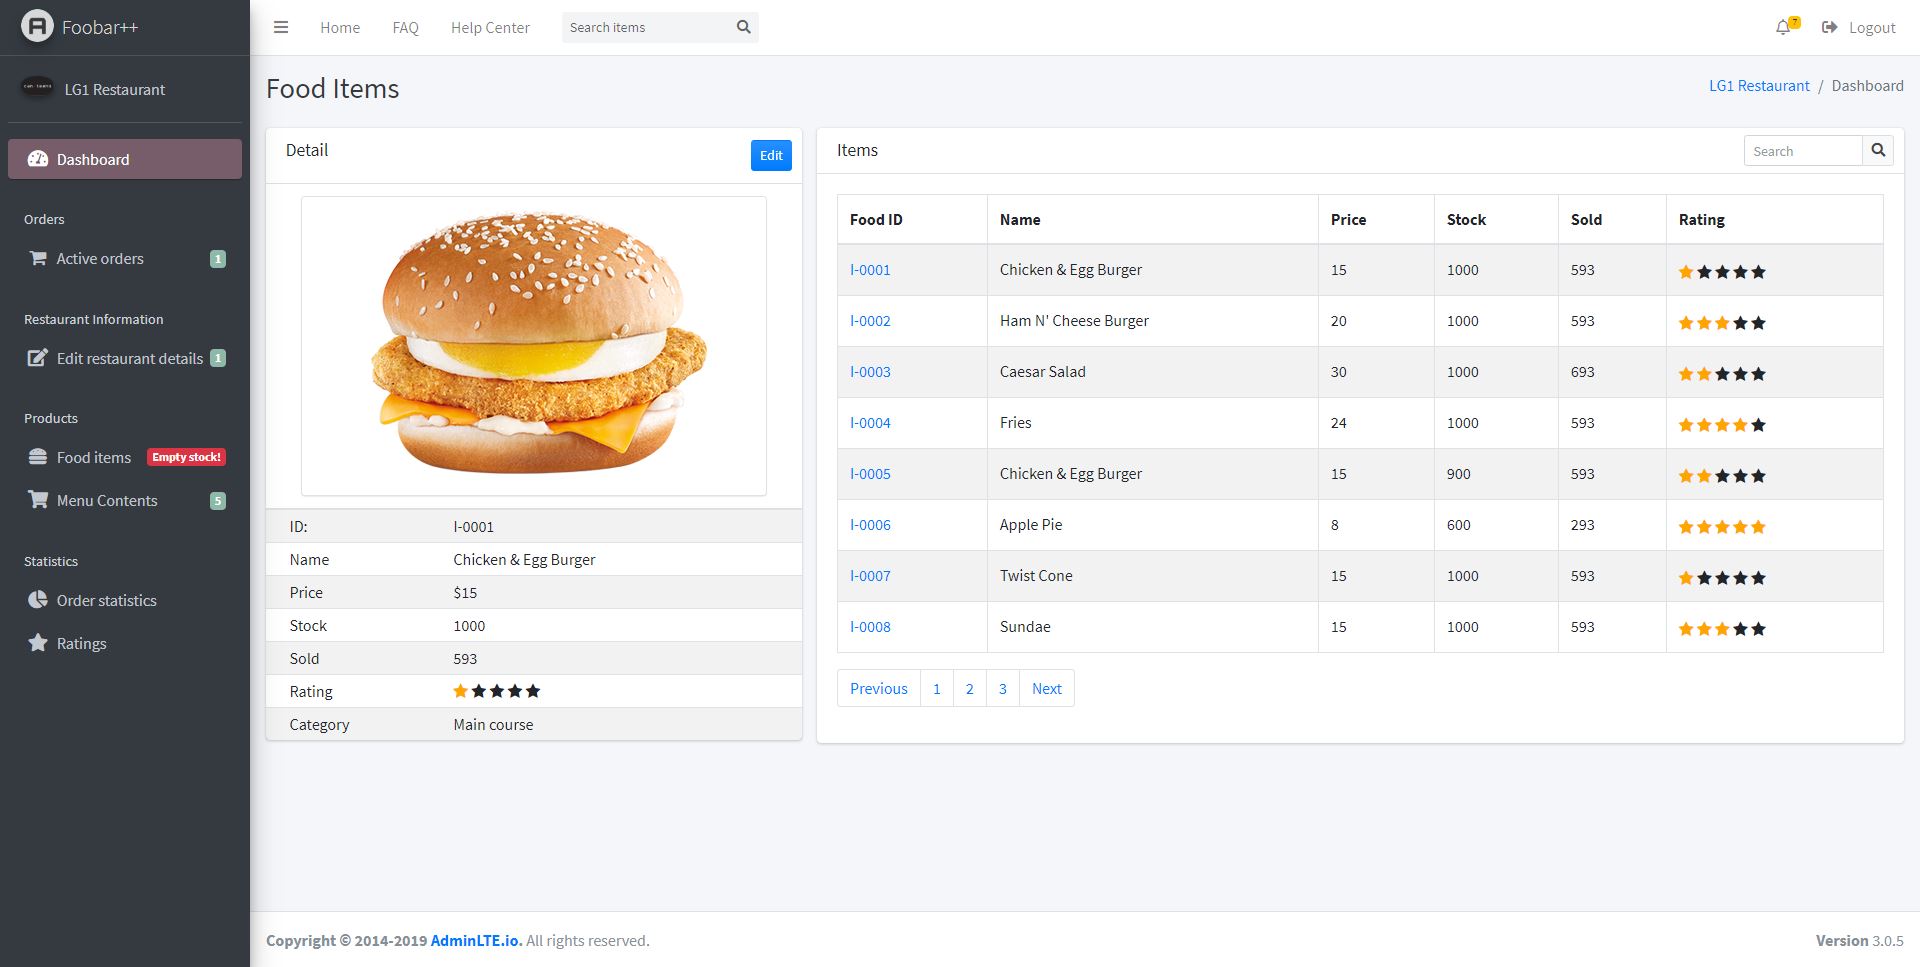 Foobar++
Home FAQ Help Center Search items 7 Logout
LG1 Restaurant
Dashboard
Orders
Active orders 1
Restaurant Information
Edit restaurant details 1
Products
Food items Empty stock!
Menu Contents 5
Statistics
Order statistics
Ratings
Food Items
LG1 Restaurant / Dashboard
Detail Edit
ID: I-0001
Name Chicken & Egg Burger
Price $15
Stock 1000
Sold 593
Rating
Category Main course
Items Search
Food ID Name Price Stock Sold Rating
I-0001 Chicken & Egg Burger 15 1000 593
I-0002 Ham N' Cheese Burger 20 1000 593
I-0003 Caesar Salad 30 1000 693
I-0004 Fries 24 1000 593
I-0005 Chicken & Egg Burger 15 900 593
I-0006 Apple Pie 8 600 293
I-0007 Twist Cone 15 1000 593
I-0008 Sundae 15 1000 593
Previous 1 2 3 Next
Copyright © 2014-2019 AdminLTE.io. All rights reserved.
Version 3.0.5